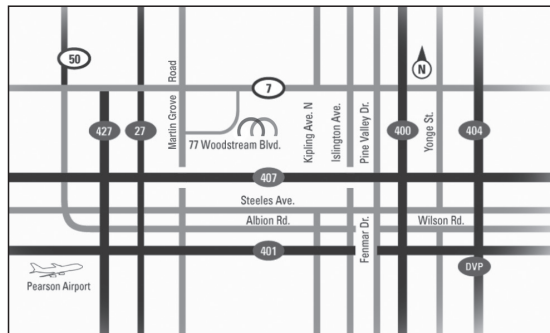 50
7
N
427
27
Martin Grove Road
77 Woodstream Blvd.
Kipling Ave. N
Islington Ave.
Pine Valley Dr.
400
Yonge St.
404
407
Steeles Ave.
Albion Rd.
Wilson Rd.
401
Fenmar Dr.
DVP
Pearson Airport